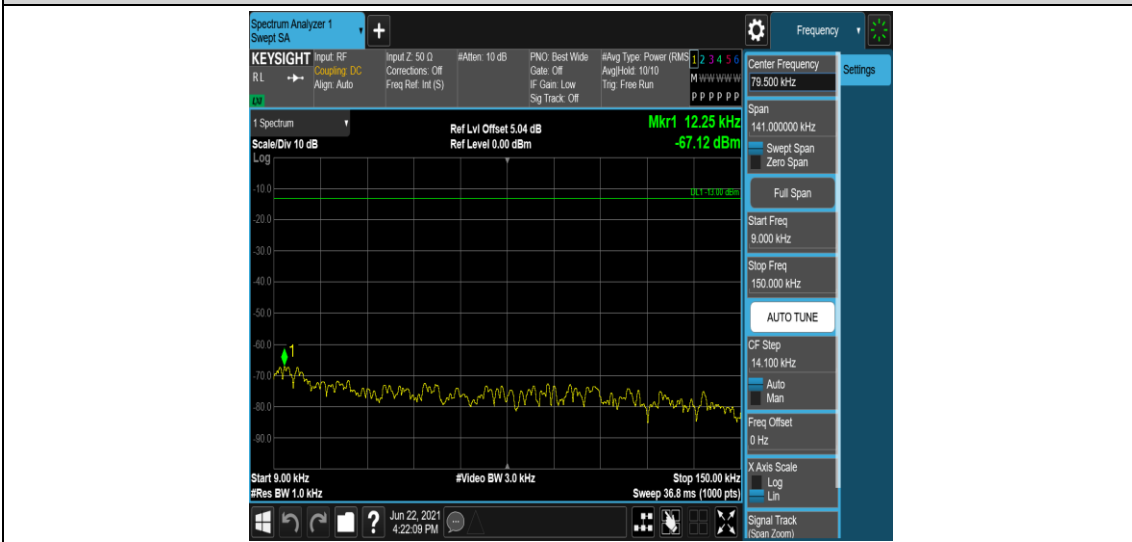 Spectrum Analyzer 1
Swept SA
+
Frequency
KEYSIGHT
RL
LXI
Input: RF
Coupling: DC
Align: Auto
Input Z: 50 Ω
Corrections: Off
Freq Ref: Int (S)
#Atten: 10 dB
PNO: Best Wide
Gate: Off
IF Gain: Low
Sig Track: Off
#Avg Type: Power (RMS
Avg|Hold: 10/10
Trig: Free Run
1 2 3 4 5 6
M W W W W W
P P P P P P
1 Spectrum
Scale/Div 10 dB
Log
Ref Lvl Offset 5.04 dB
Ref Level 0.00 dBm
Mkr1 12.25 kHz
-67.12 dBm
DL1 -13.00 dBm
-10.0
-20.0
-30.0
-40.0
-50.0
-60.0
-70.0
-80.0
-90.0
1
Start 9.00 kHz
#Res BW 1.0 kHz
#Video BW 3.0 kHz
Stop 150.00 kHz
Sweep 36.8 ms (1000 pts)
?
Jun 22, 2021
4:22:09 PM
Center Frequency
79.500 kHz
Span
141.000000 kHz
Swept Span
Zero Span
Full Span
Start Freq
9.000 kHz
Stop Freq
150.000 kHz
AUTO TUNE
CF Step
14.100 kHz
Auto
Man
Freq Offset
0 Hz
X Axis Scale
Log
Lin
Signal Track
(Span Zoom)
Settings